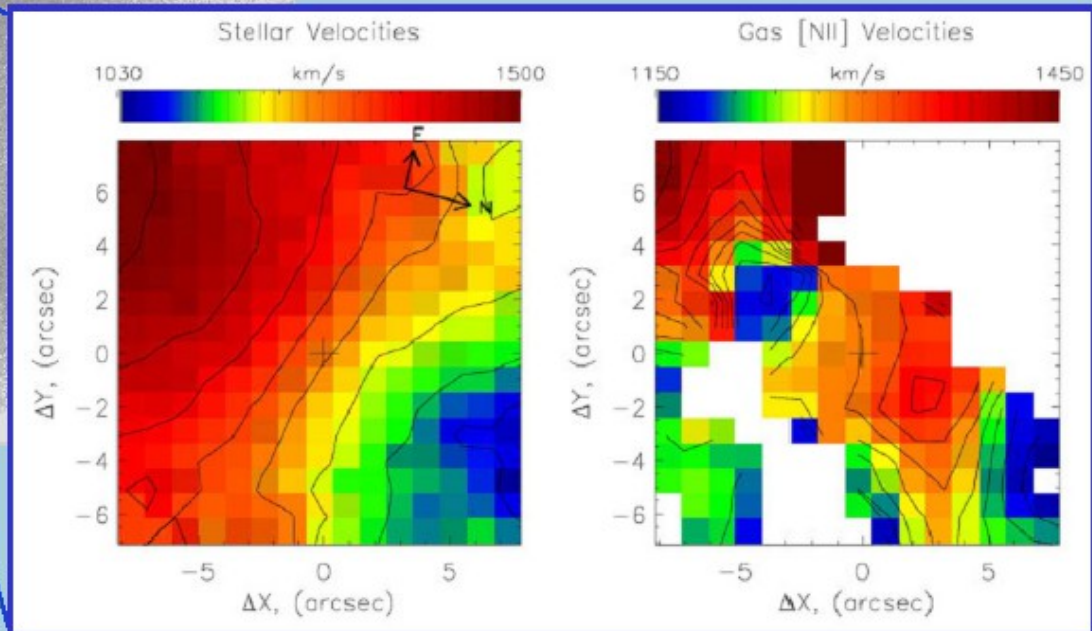 Stellar Velocities
1030 km/s 1500
E
N
ΔY, (arcsec)
6
4
2
0
−2
−4
−6
−5 0 5
ΔX, (arcsec)
Gas [NII] Velocities
1150 km/s 1450
ΔY, (arcsec)
6
4
2
0
−2
−4
−6
−5 0 5
ΔX, (arcsec)